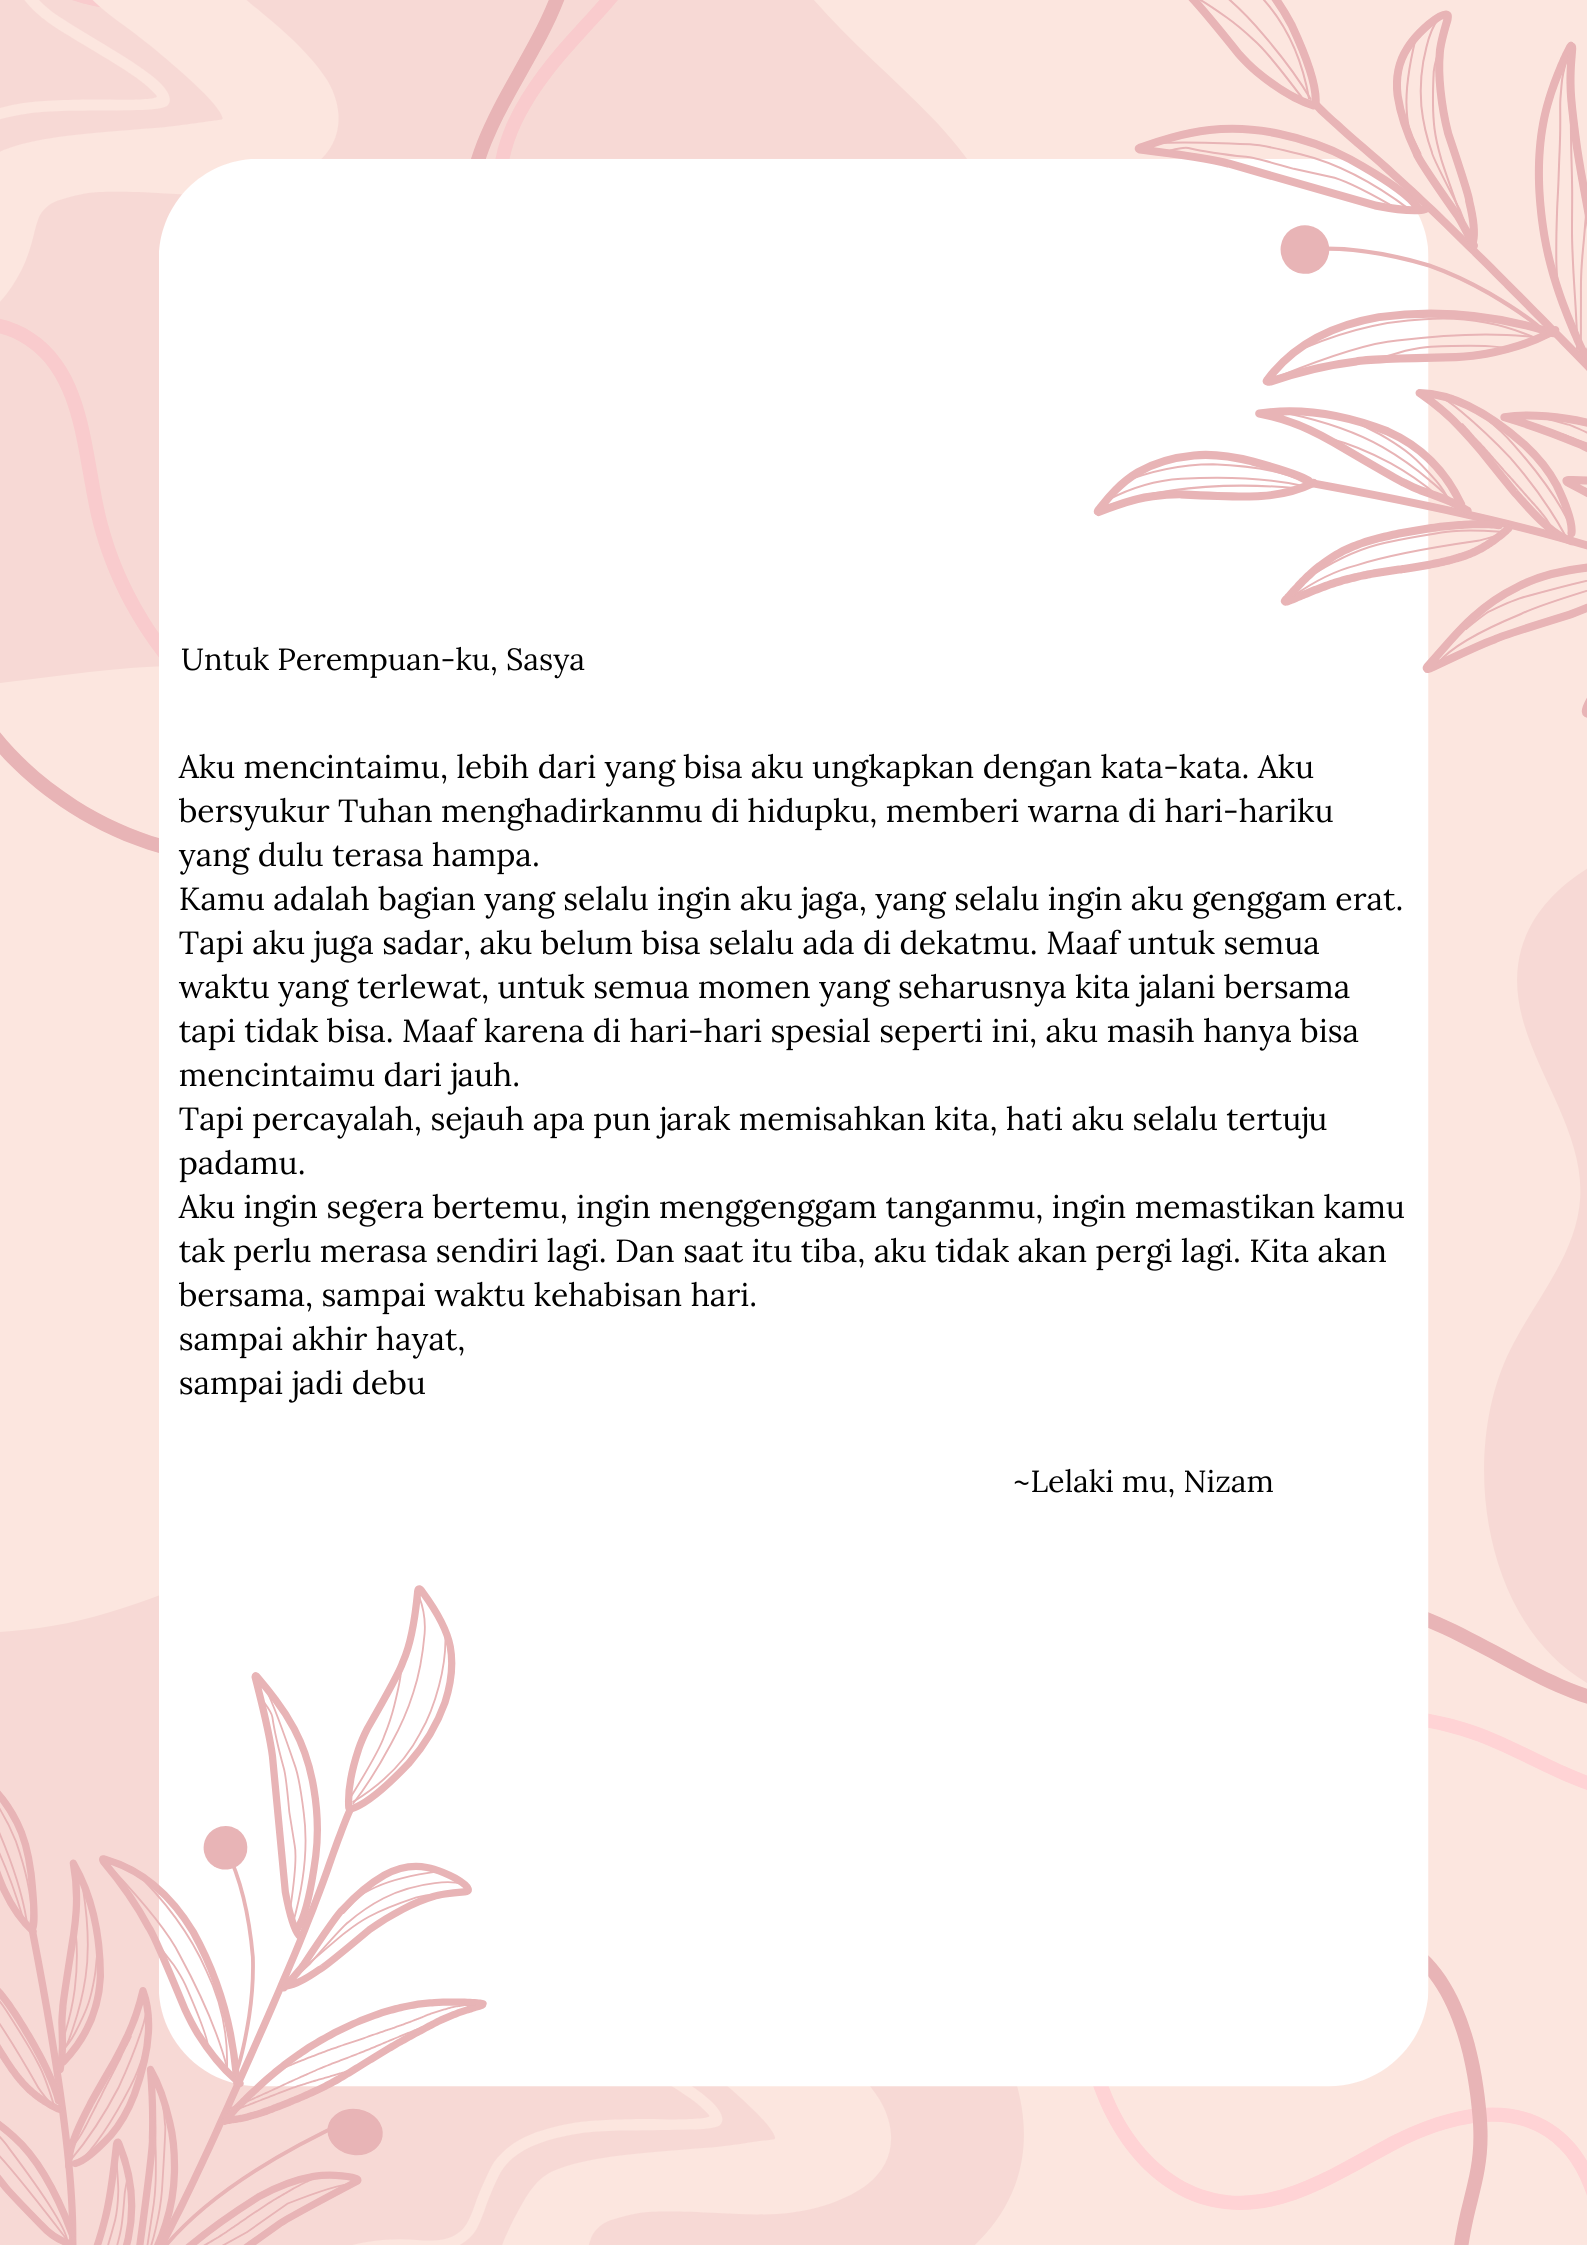 Untuk Perempuan-ku, Sasya
Aku mencintaimu, lebih dari yang bisa aku ungkapkan dengan kata-kata. Aku
bersyukur Tuhan menghadirkanmu di hidupku, memberi warna di hari-hariku
yang dulu terasa hampa.
Kamu adalah bagian yang selalu ingin aku jaga, yang selalu ingin aku genggam erat.
Tapi aku juga sadar, aku belum bisa selalu ada di dekatmu. Maaf untuk semua
waktu yang terlewat, untuk semua momen yang seharusnya kita jalani bersama
tapi tidak bisa. Maaf karena di hari-hari spesial seperti ini, aku masih hanya bisa
mencintaimu dari jauh.
Tapi percayalah, sejauh apa pun jarak memisahkan kita, hati aku selalu tertuju
padamu.
Aku ingin segera bertemu, ingin menggenggam tanganmu, ingin memastikan kamu
tak perlu merasa sendiri lagi. Dan saat itu tiba, aku tidak akan pergi lagi. Kita akan
bersama, sampai waktu kehabisan hari.
sampai akhir hayat,
sampai jadi debu
~Lelaki mu, Nizam